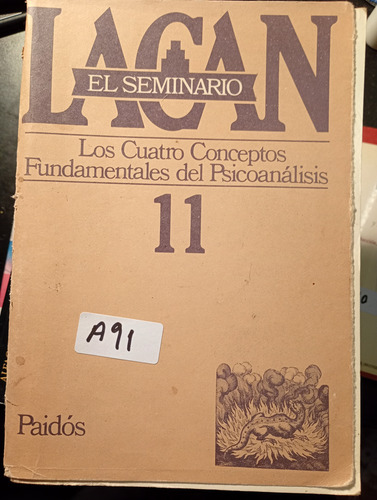 LACAN
EL SEMINARIO
Los Cuatro Conceptos
Fundamentales del Psicoanálisis
11
A91
Paidós